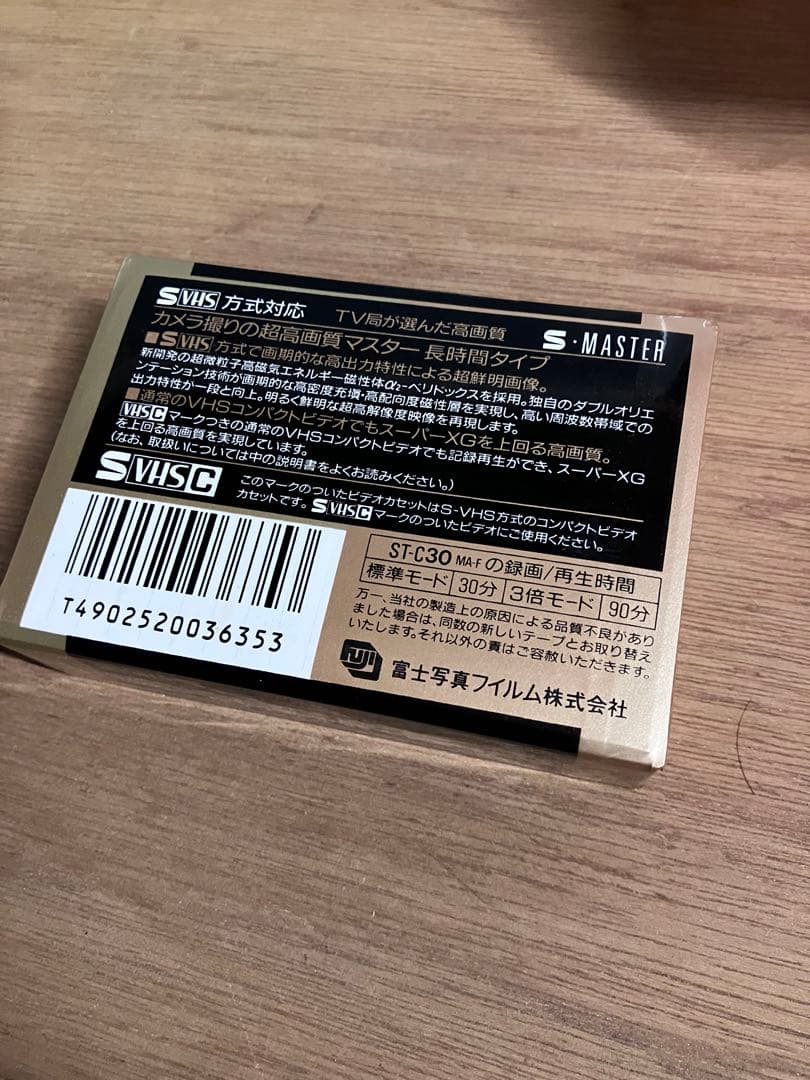 S VHS 方式対応 TV局が選んだ高画質 S・MASTER
カメラ撮りの超高画質マスター 長時間タイプ
■S VHS 方式で画期的な高出力特性による超鮮明画像。
新開発の超微粒子高磁気エネルギー磁性体α₂-ベリドックスを採用。独自のダブルオリエ
ンテーション技術が画期的な高密度充塡・高配向度磁性層を実現し、高い周波数帯域での
出力特性が一段と向上。明るく鮮明な超高解像度映像を再現します。
■通常のVHSコンパクトビデオでもスーパーXGを上回る高画質。
VHS C マークつきの通常のVHSコンパクトビデオでも記録再生ができ、スーパーXG
を上回る高画質を実現しています。
(なお、取扱いについては中の説明書をよくお読みください。)
S VHS C このマークのついたビデオカセットはS-VHS方式のコンパクトビデオ
カセットです。S VHS C マークのついたビデオにご使用ください。
T4902520036353
ST-C30 MA-F の録画/再生時間
標準モード 30分 3倍モード 90分
万一、当社の製造上の原因による品質不良があり
ました場合は、同数の新しいテープとお取り替え
いたします。それ以外の責はご容赦いただきます。
FUJI 富士写真フイルム株式会社